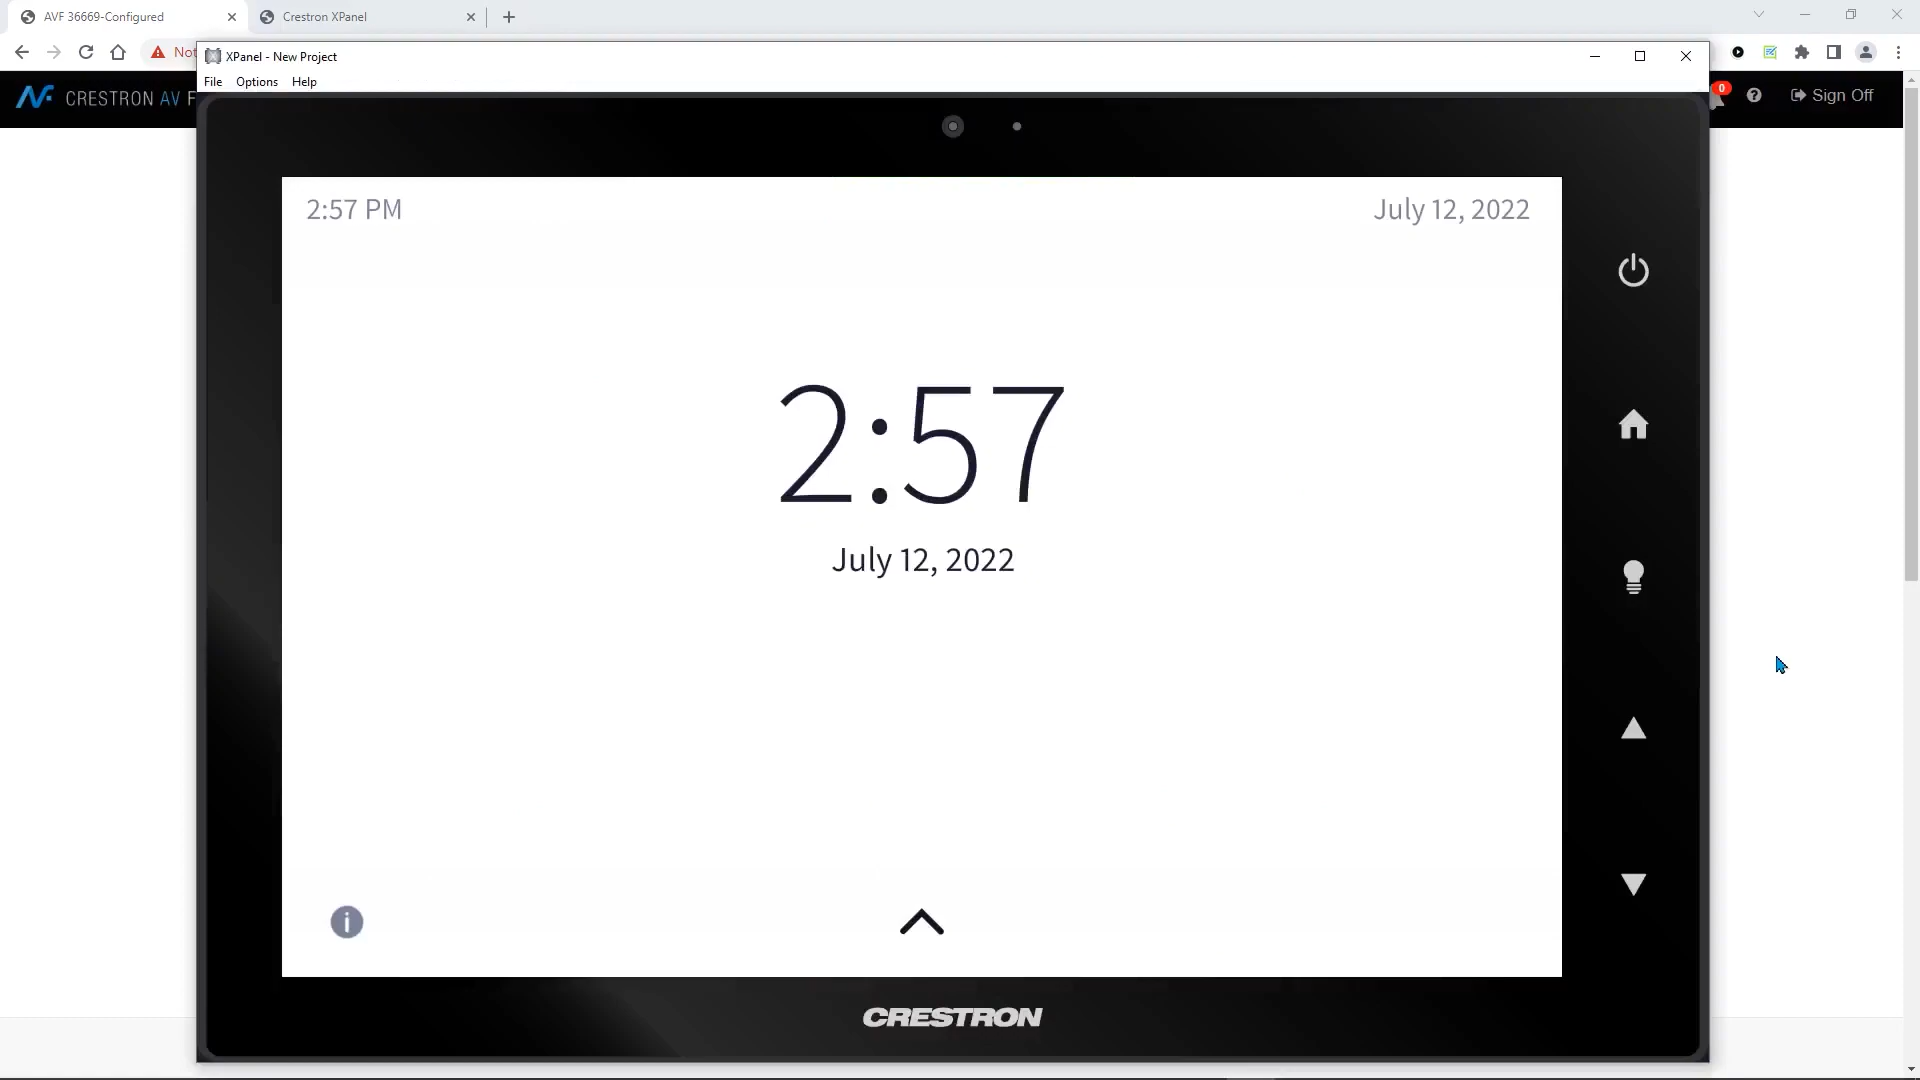 AVF 36669-Configured
Crestron XPanel
Not
XPanel - New Project
File Options Help
CRESTRON AV F
0
Sign Off
2:57 PM
July 12, 2022
2:57
July 12, 2022
CRESTRON